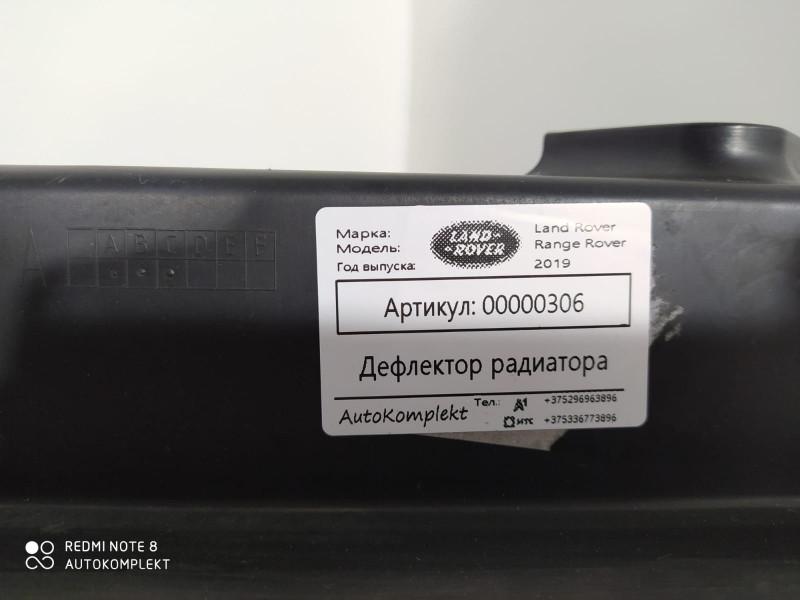 A
A B C D E F
Марка:
Модель:
Год выпуска:
LAND-
-ROVER
Land Rover
Range Rover
2019
Артикул: 00000306
Дефлектор радиатора
AutoKomplekt
Тел.:
A1 +375296963896
мтс +375336773896
REDMI NOTE 8
AUTOKOMPLEKT